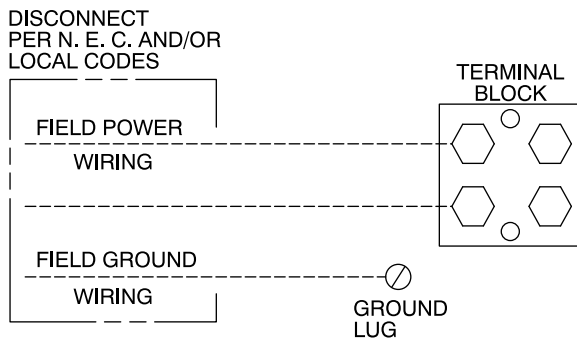 DISCONNECT
PER N. E. C. AND/OR
LOCAL CODES
TERMINAL
BLOCK
FIELD POWER
WIRING
FIELD GROUND
WIRING
GROUND
LUG